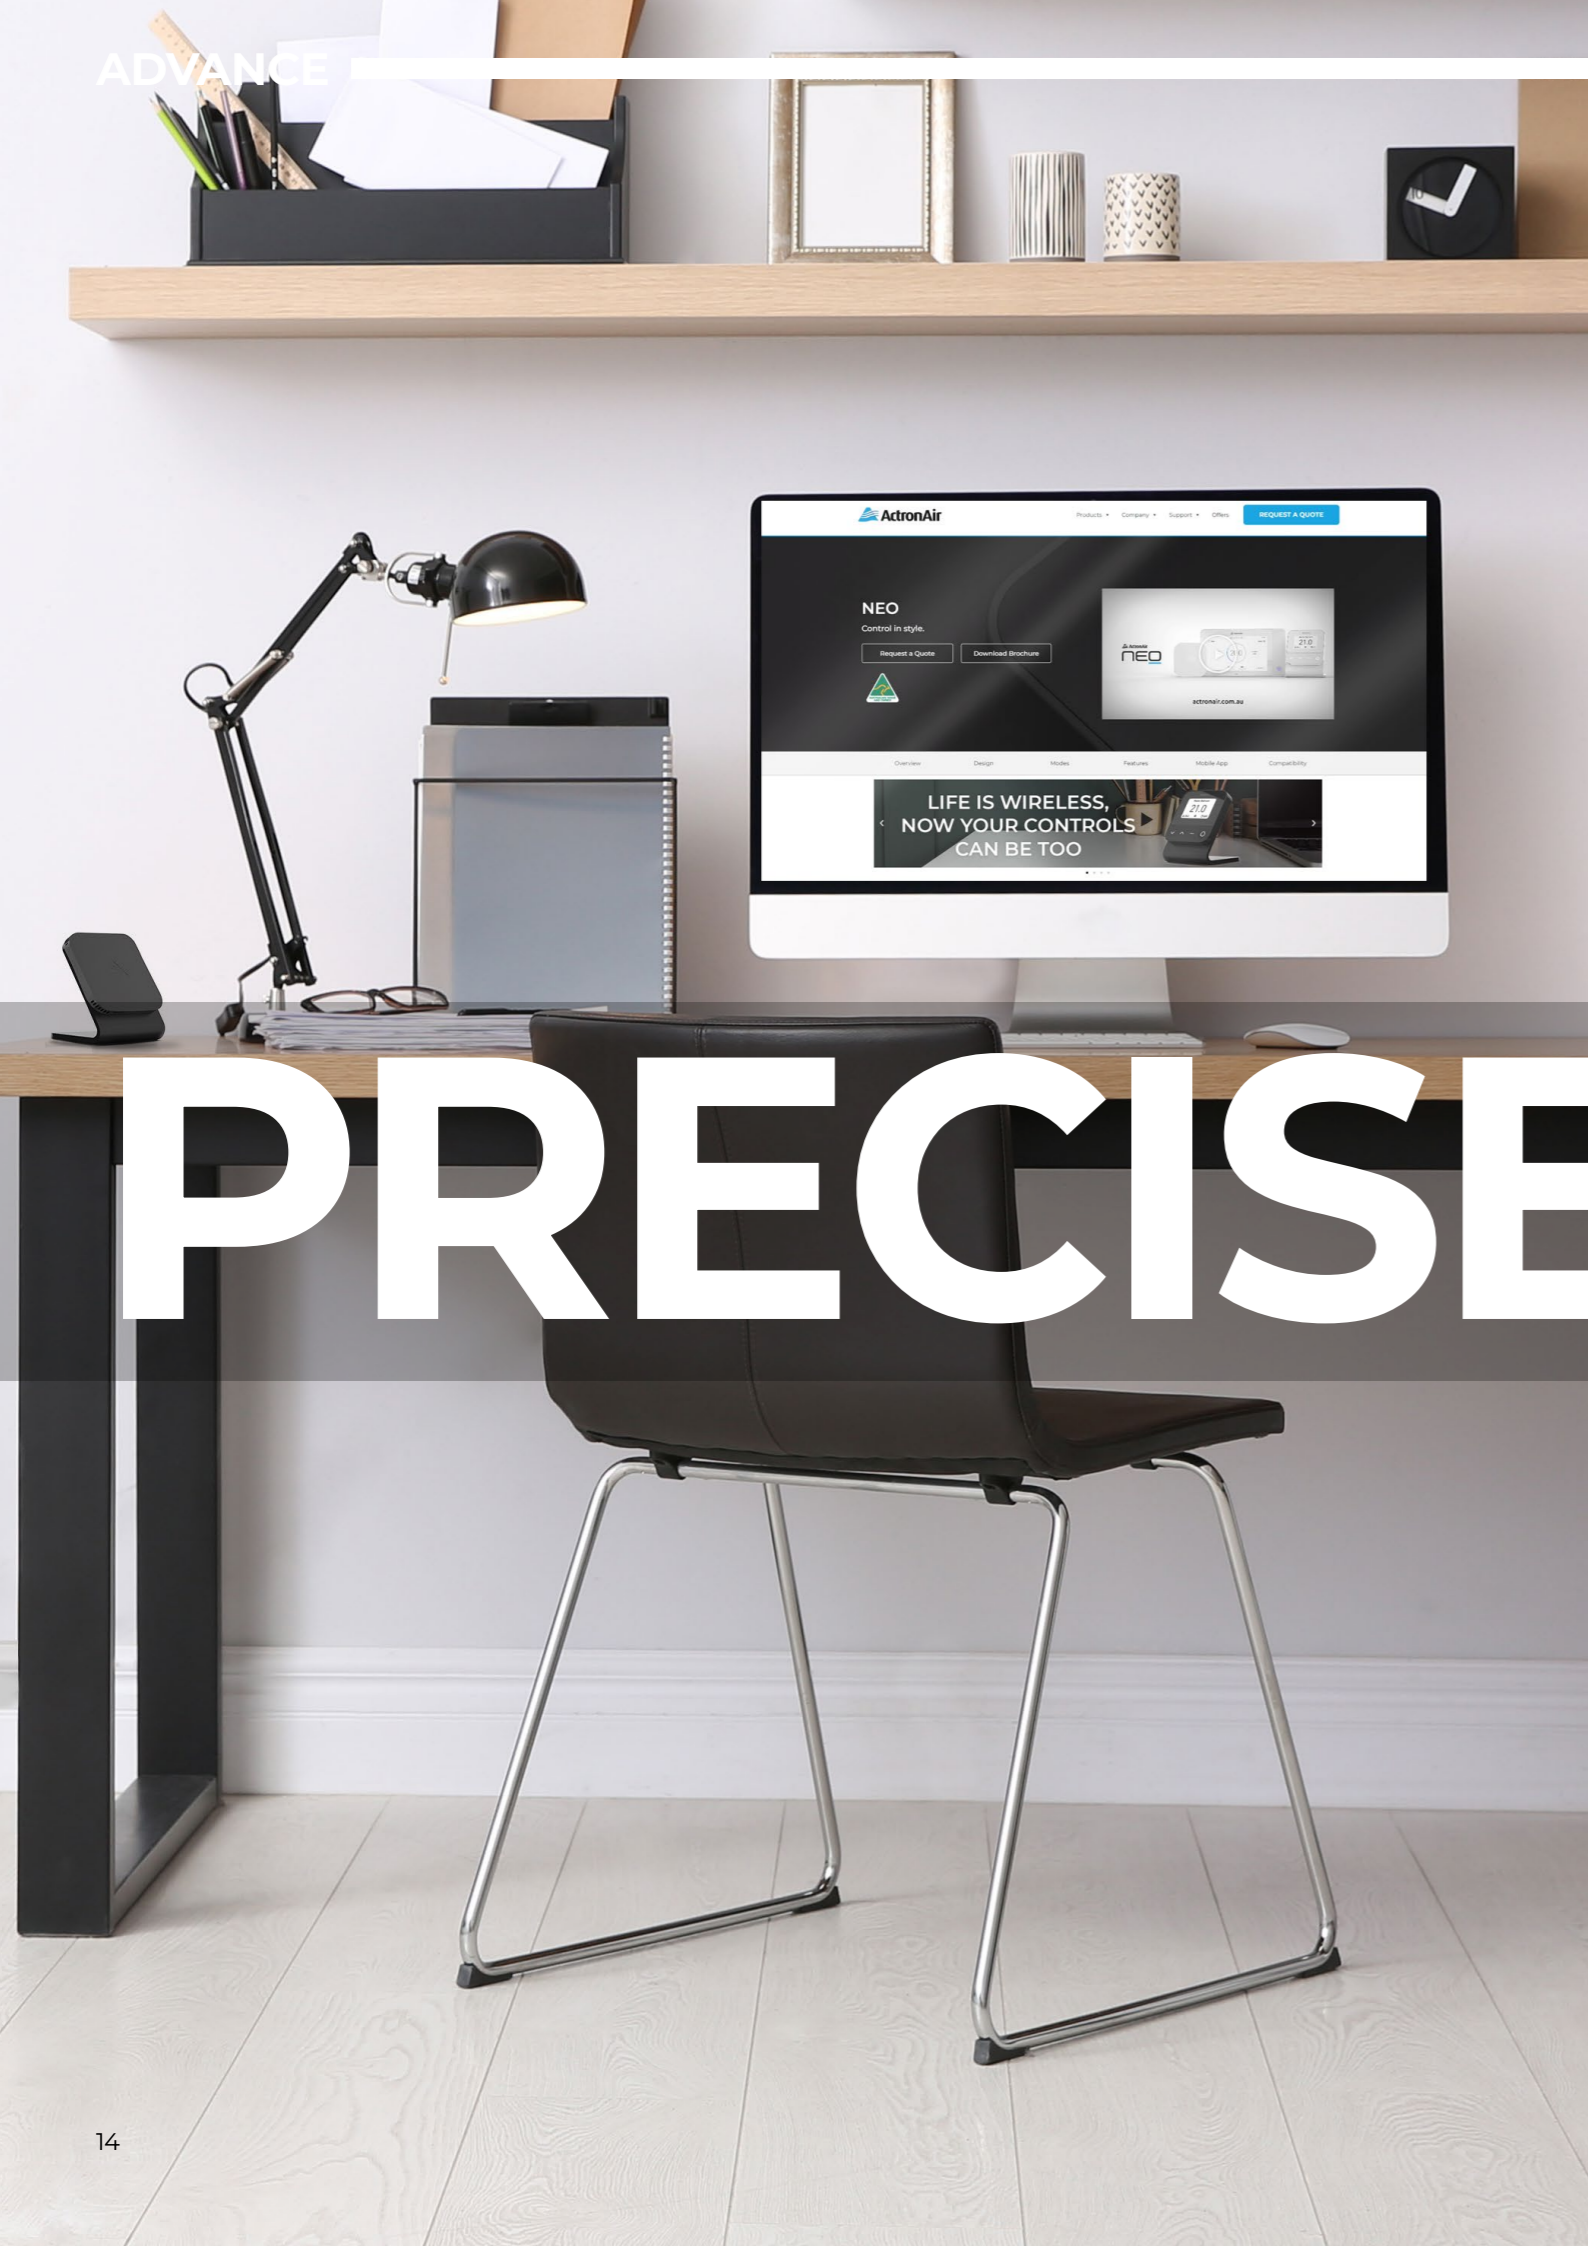 ADVANCE
10
ActronAir
Products Company Support Offers REQUEST A QUOTE
NEO
Control in style.
Request a Quote Download Brochure
ActronAir
neo
21.0
actronair.com.au
Overview Design Modes Features Mobile App Compatibility
LIFE IS WIRELESS,
NOW YOUR CONTROLS
CAN BE TOO
21.0
PRECISE
14